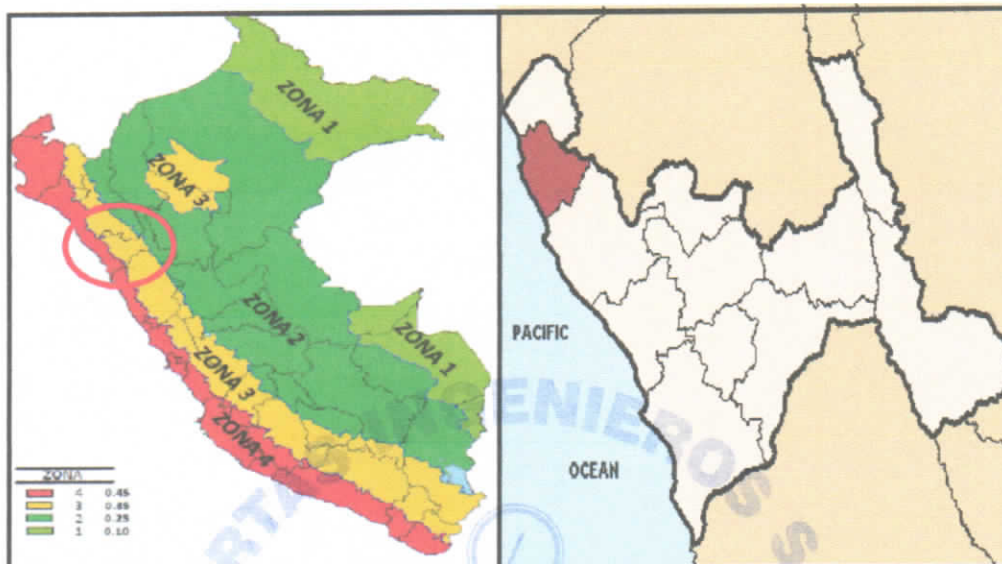 ZONA 1
ZONA 3
ZONA 2
ZONA 1
ZONA 3
ZONA 4
ZONA
4 0.45
3 0.35
2 0.25
1 0.10
PACIFIC
OCEAN
INGENIEROS S